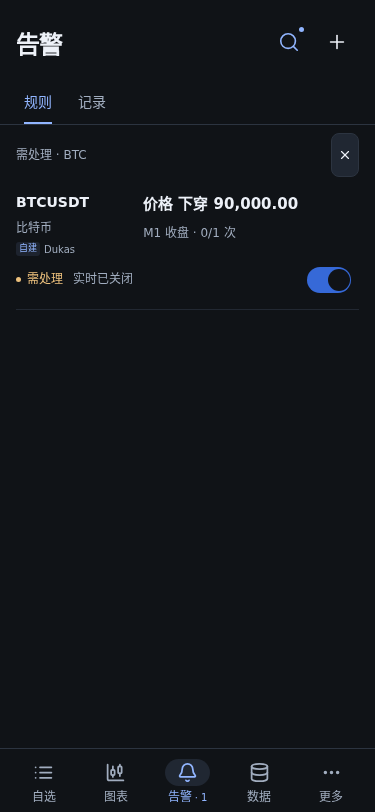 告警
规则 记录
需处理 · BTC
BTCUSDT
价格 下穿 90,000.00
比特币
M1 收盘 · 0/1 次
自建 Dukas
需处理 实时已关闭
自选 图表 告警 · 1 数据 更多